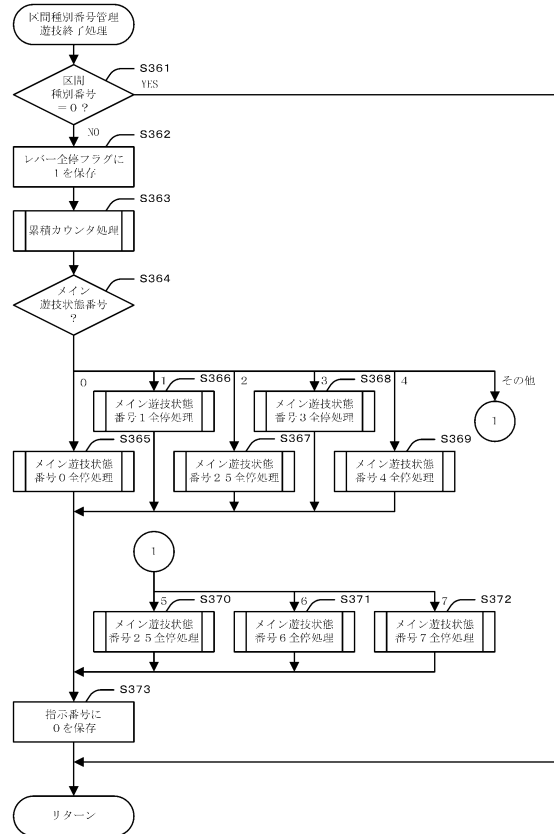 区間種別番号管理
遊技終了処理
S361
区間
種別番号
＝0？
YES
NO
S362
レバー全停フラグに
１を保存
S363
累積カウンタ処理
S364
メイン
遊技状態番号
？
0
1
S366
2
3
S368
4
その他
メイン遊技状態
番号１全停処理
メイン遊技状態
番号３全停処理
1
S365
S367
S369
メイン遊技状態
番号０全停処理
メイン遊技状態
番号２５全停処理
メイン遊技状態
番号４全停処理
1
5
S370
6
S371
7
S372
メイン遊技状態
番号２５全停処理
メイン遊技状態
番号６全停処理
メイン遊技状態
番号７全停処理
S373
指示番号に
０を保存
リターン